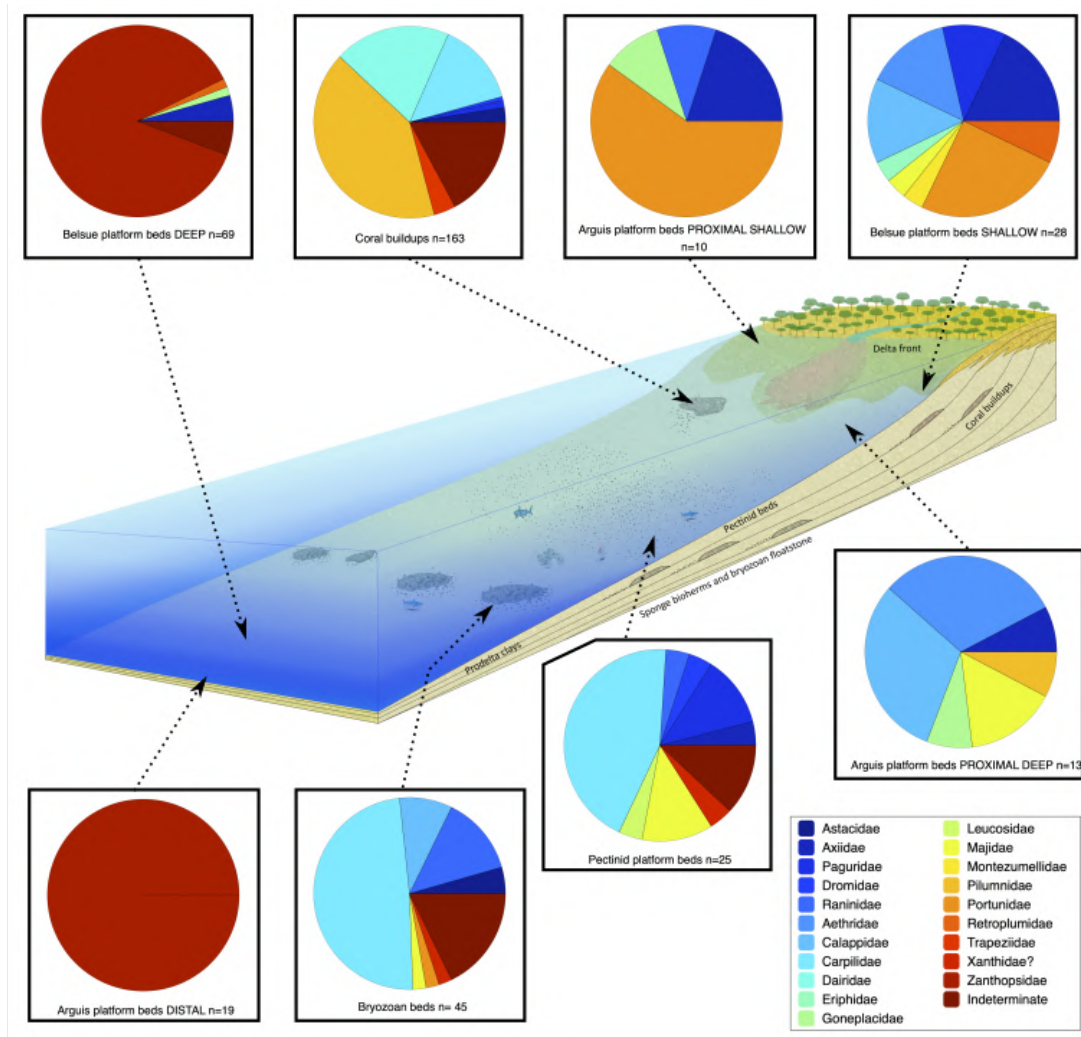 Belsue platform beds DEEP n=69
Coral buildups n=163
Arguis platform beds PROXIMAL SHALLOW
n=10
Belsue platform beds SHALLOW n=28
Delta front
Coral buildups
Pectinid beds
Sponge bioherms and bryozoan floatstone
Prodelta clays
Arguis platform beds PROXIMAL DEEP n=13
Pectinid platform beds n=25
Arguis platform beds DISTAL n=19
Bryozoan beds n= 45
Astacidae
Axiidae
Paguridae
Dromidae
Raninidae
Aethridae
Calappidae
Carpilidae
Dairidae
Eriphidae
Goneplacidae
Leucosidae
Majidae
Montezumellidae
Pilumnidae
Portunidae
Retroplumidae
Trapeziidae
Xanthidae?
Zanthopsidae
Indeterminate